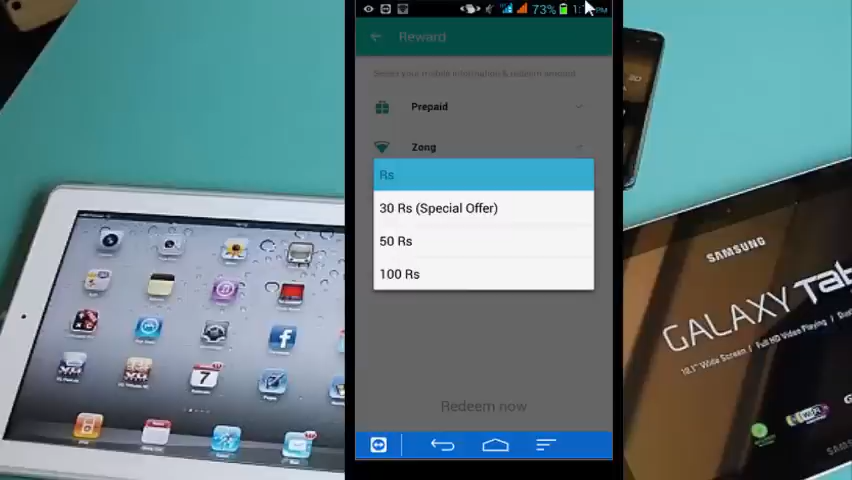 73%
Reward
Select your mobile information & redeem amount
Prepaid
Zong
Rs
30 Rs (Special Offer)
50 Rs
100 Rs
Redeem now
7
SAMSUNG
GALAXY Tab
10.1" Wide Screen / Full HD Video Playing /